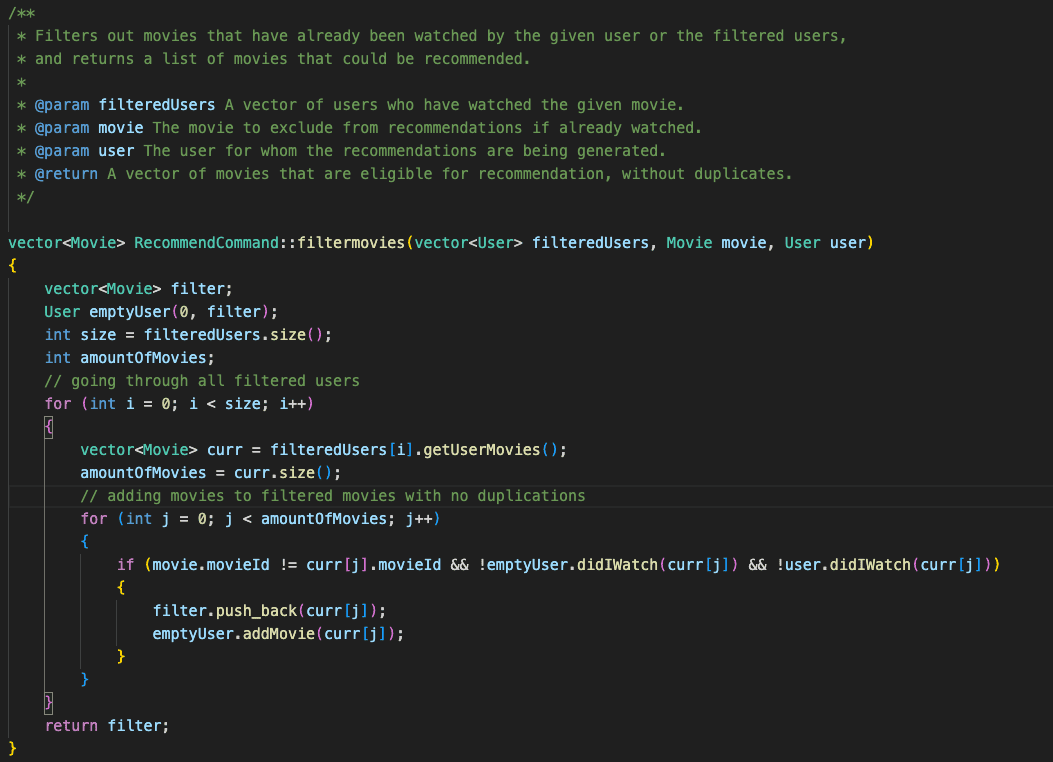 /**
 * Filters out movies that have already been watched by the given user or the filtered users,
 * and returns a list of movies that could be recommended.
 *
 * @param filteredUsers A vector of users who have watched the given movie.
 * @param movie The movie to exclude from recommendations if already watched.
 * @param user The user for whom the recommendations are being generated.
 * @return A vector of movies that are eligible for recommendation, without duplicates.
 */

vector<Movie> RecommendCommand::filtermovies(vector<User> filteredUsers, Movie movie, User user)
{
    vector<Movie> filter;
    User emptyUser(0, filter);
    int size = filteredUsers.size();
    int amountOfMovies;
    // going through all filtered users
    for (int i = 0; i < size; i++)
    {
        vector<Movie> curr = filteredUsers[i].getUserMovies();
        amountOfMovies = curr.size();
        // adding movies to filtered movies with no duplications
        for (int j = 0; j < amountOfMovies; j++)
        {
            if (movie.movieId != curr[j].movieId && !emptyUser.didIWatch(curr[j]) && !user.didIWatch(curr[j]))
            {
                filter.push_back(curr[j]);
                emptyUser.addMovie(curr[j]);
            }
        }
    }
    return filter;
}